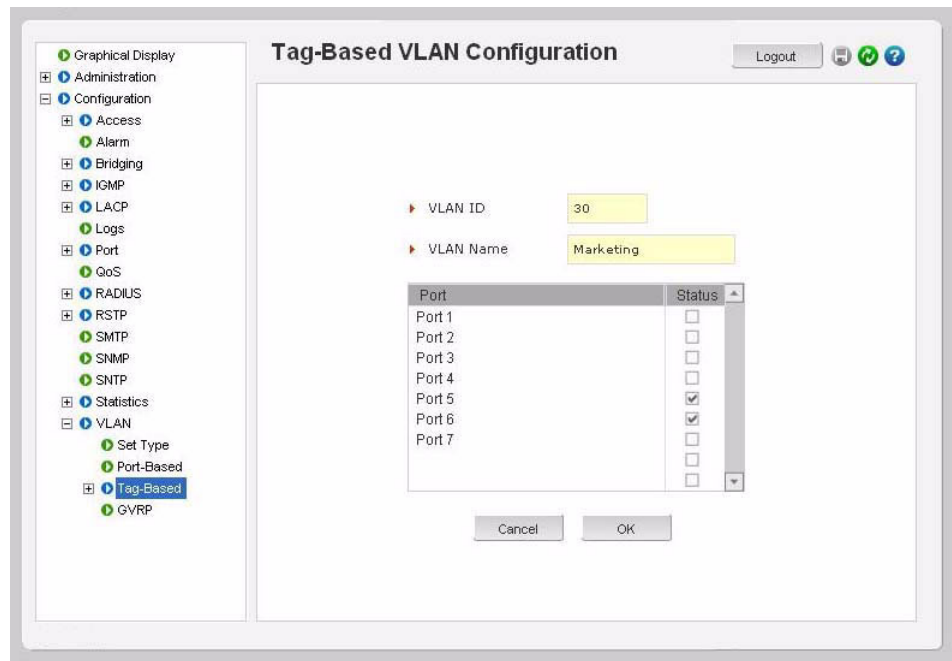 Graphical Display
Administration
Configuration
Access
Alarm
Bridging
IGMP
LACP
Logs
Port
QoS
RADIUS
RSTP
SMTP
SNMP
SNTP
Statistics
VLAN
Set Type
Port-Based
Tag-Based
GVRP
Tag-Based VLAN Configuration
Logout
?
VLAN ID 30
VLAN Name Marketing
Port Status
Port 1
Port 2
Port 3
Port 4
Port 5
Port 6
Port 7
Cancel OK